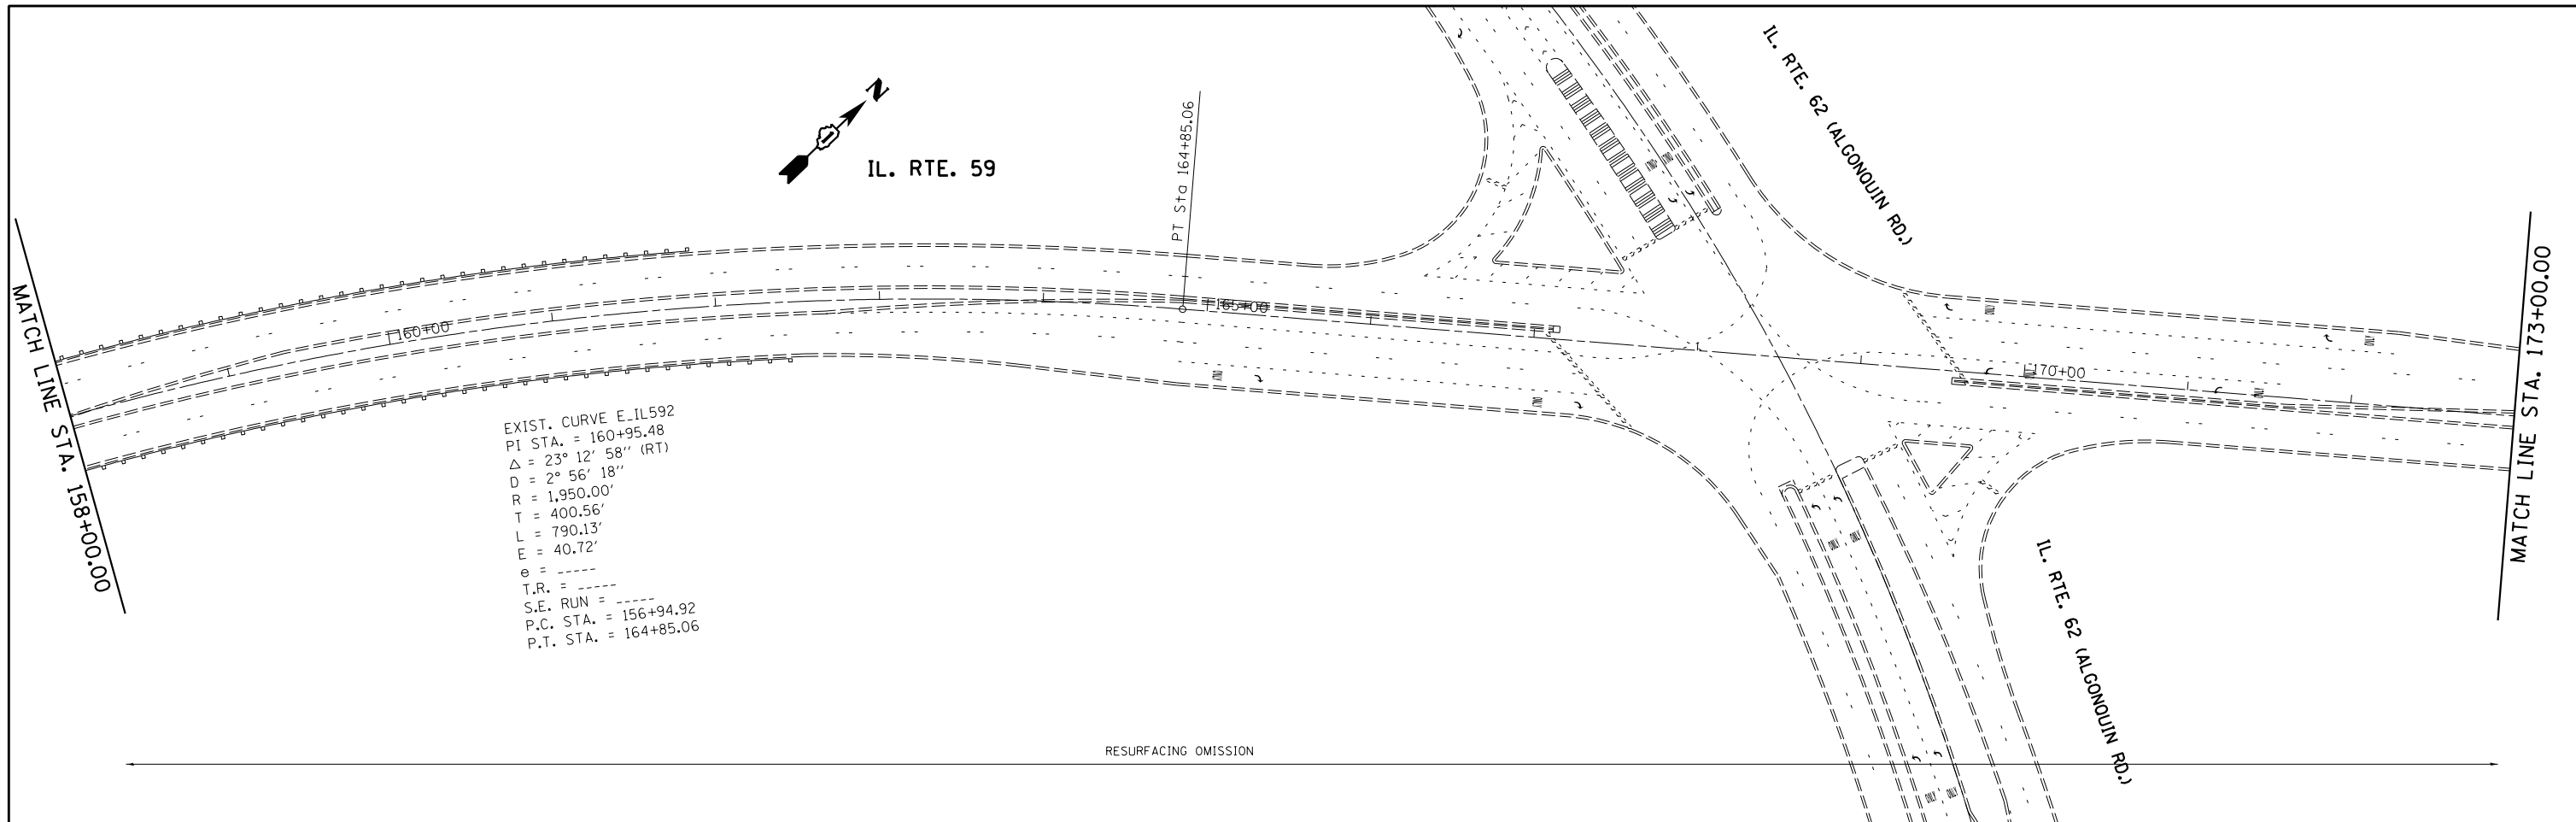 N
IL. RTE. 59
IL. RTE. 62 (ALGONQUIN RD.)
PT Sta 164+85.06
MATCH LINE STA. 158+00.00
160+00
165+00
170+00
MATCH LINE STA. 173+00.00
EXIST. CURVE E_IL592
PI STA. = 160+95.48
Δ = 23° 12' 58'' (RT)
D = 2° 56' 18''
R = 1,950.00'
T = 400.56'
L = 790.13'
E = 40.72'
e = -----
T.R. = -----
S.E. RUN = -----
P.C. STA. = 156+94.92
P.T. STA. = 164+85.06
IL. RTE. 62 (ALGONQUIN RD.)
RESURFACING OMISSION